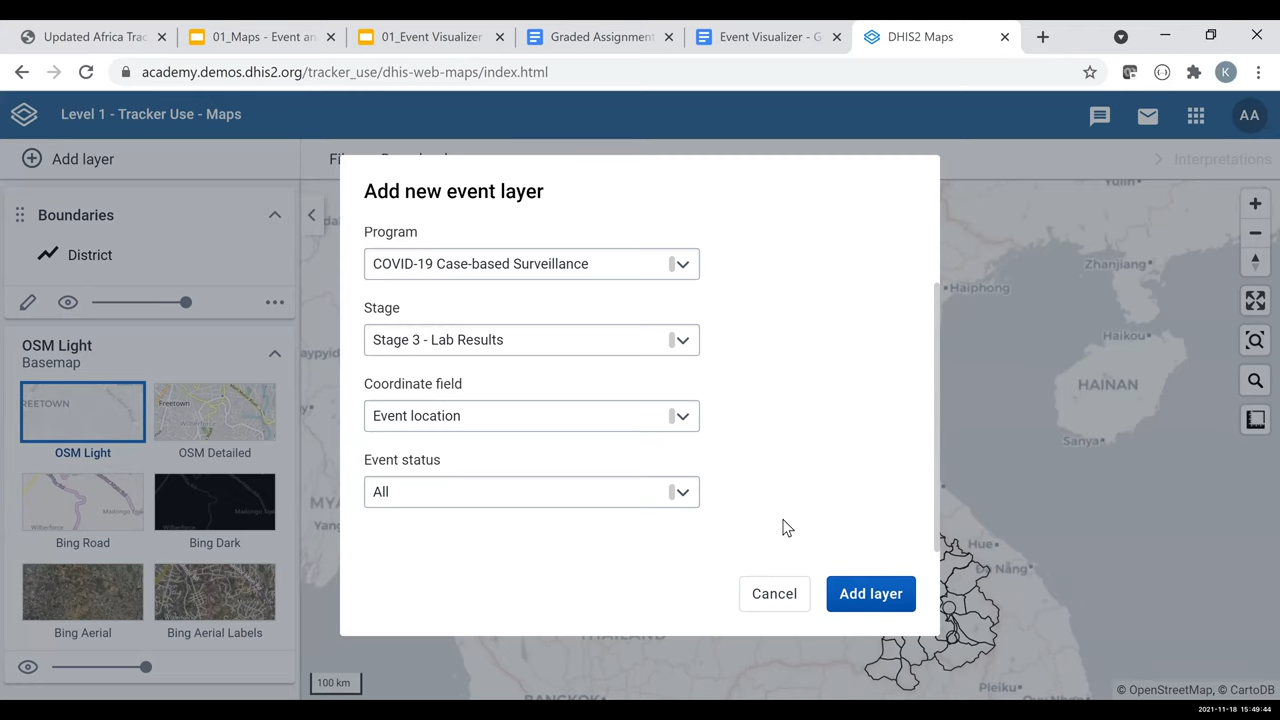 Updated Africa Trac
01_Maps - Event an
01_Event Visualizer
Graded Assignment
Event Visualizer - G
DHIS2 Maps
academy.demos.dhis2.org/tracker_use/dhis-web-maps/index.html
K
Level 1 - Tracker Use - Maps
AA
Add layer
Interpretations
Boundaries
District
OSM Light
Basemap
OSM Light
OSM Detailed
Bing Road
Bing Dark
Bing Aerial
Bing Aerial Labels
Add new event layer
Program
COVID-19 Case-based Surveillance
Stage
Stage 3 - Lab Results
Coordinate field
Event location
Event status
All
Cancel
Add layer
Zhanjiang
Haiphong
Haikou
HAINAN
Sanya
Hue
Da Nẵng
THAILAND
BANGKOK
Pleiku
100 km
© OpenStreetMap, © CartoDB
2021-11-18 15:49:44